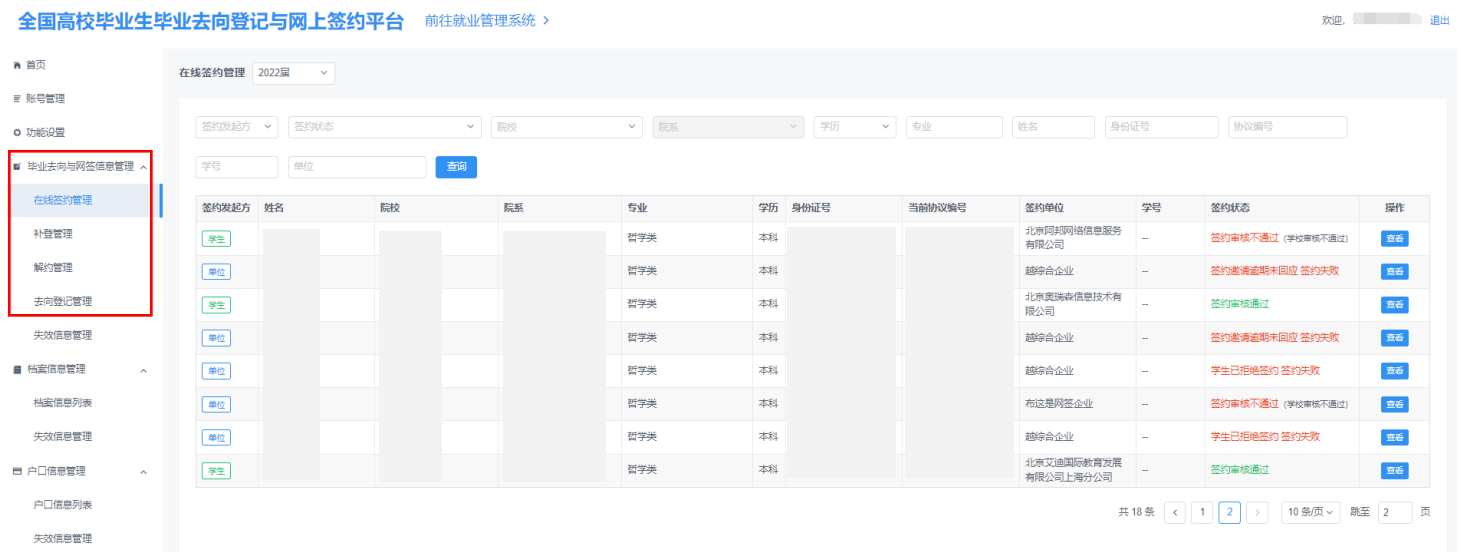 全国高校毕业生毕业去向登记与网上签约平台 前往就业管理系统 > 欢迎, 退出
首页
账号管理
功能设置
毕业去向与网签信息管理
在线签约管理
补登管理
解约管理
去向登记管理
失效信息管理
档案信息管理
档案信息列表
失效信息管理
户口信息管理
户口信息列表
失效信息管理
在线签约管理 2022届
签约发起方 签约状态 院校 院系 学历 专业 姓名 身份证号 协议编号
学号 单位 查询
签约发起方 姓名 院校 院系 专业 学历 身份证号 当前协议编号 签约单位 学号 签约状态 操作
学生 哲学类 本科 北京阿邦网络信息服务有限公司 -- 签约审核不通过 (学校审核不通过) 查看
单位 哲学类 本科 越综合企业 -- 签约邀请逾期未回应 签约失败 查看
学生 哲学类 本科 北京奥瑞森信息技术有限公司 -- 签约审核通过 查看
单位 哲学类 本科 越综合企业 -- 签约邀请逾期未回应 签约失败 查看
单位 哲学类 本科 越综合企业 -- 学生已拒绝签约 签约失败 查看
单位 哲学类 本科 布这是网签企业 -- 签约审核不通过 (学校审核不通过) 查看
单位 哲学类 本科 越综合企业 -- 学生已拒绝签约 签约失败 查看
学生 哲学类 本科 北京艾迪国际教育发展有限公司上海分公司 -- 签约审核通过 查看
共 18 条 < 1 2 > 10 条/页 跳至 2 页